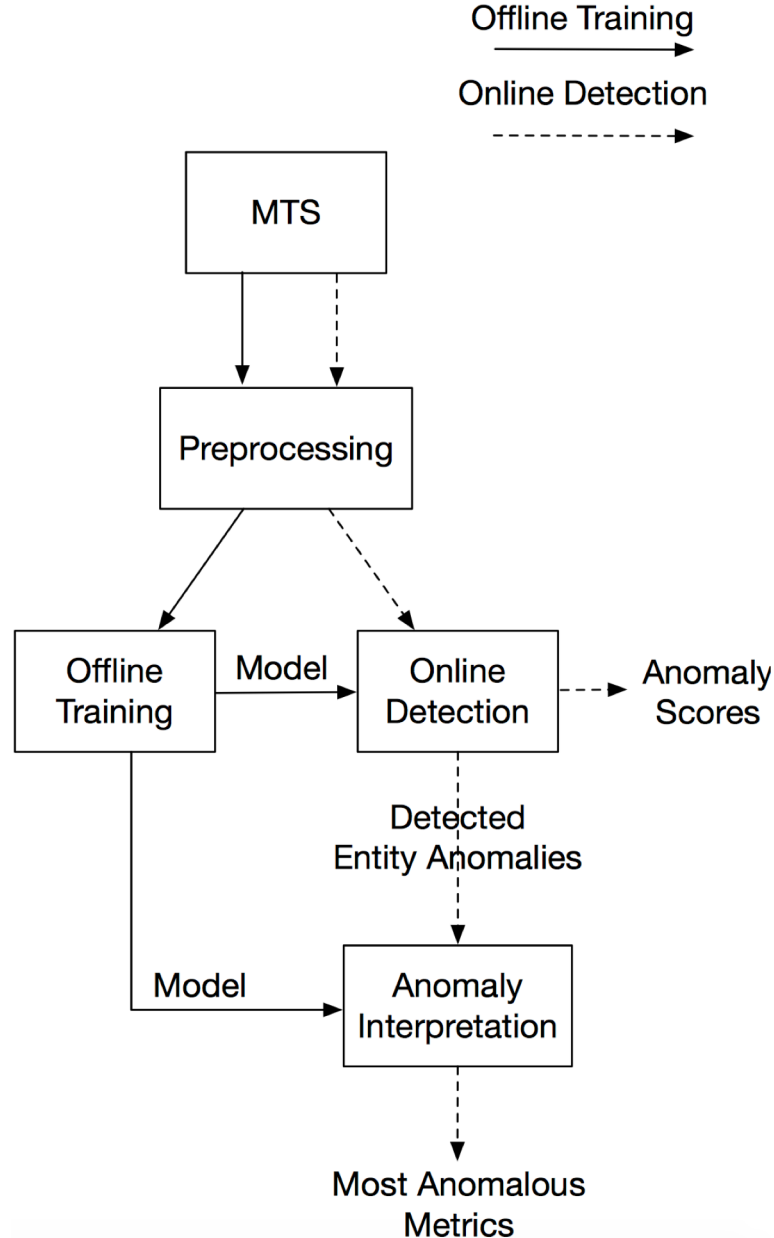 Offline Training
Online Detection
MTS
Preprocessing
Offline
Training
Model
Online
Detection
Anomaly
Scores
Detected
Entity Anomalies
Model
Anomaly
Interpretation
Most Anomalous
Metrics